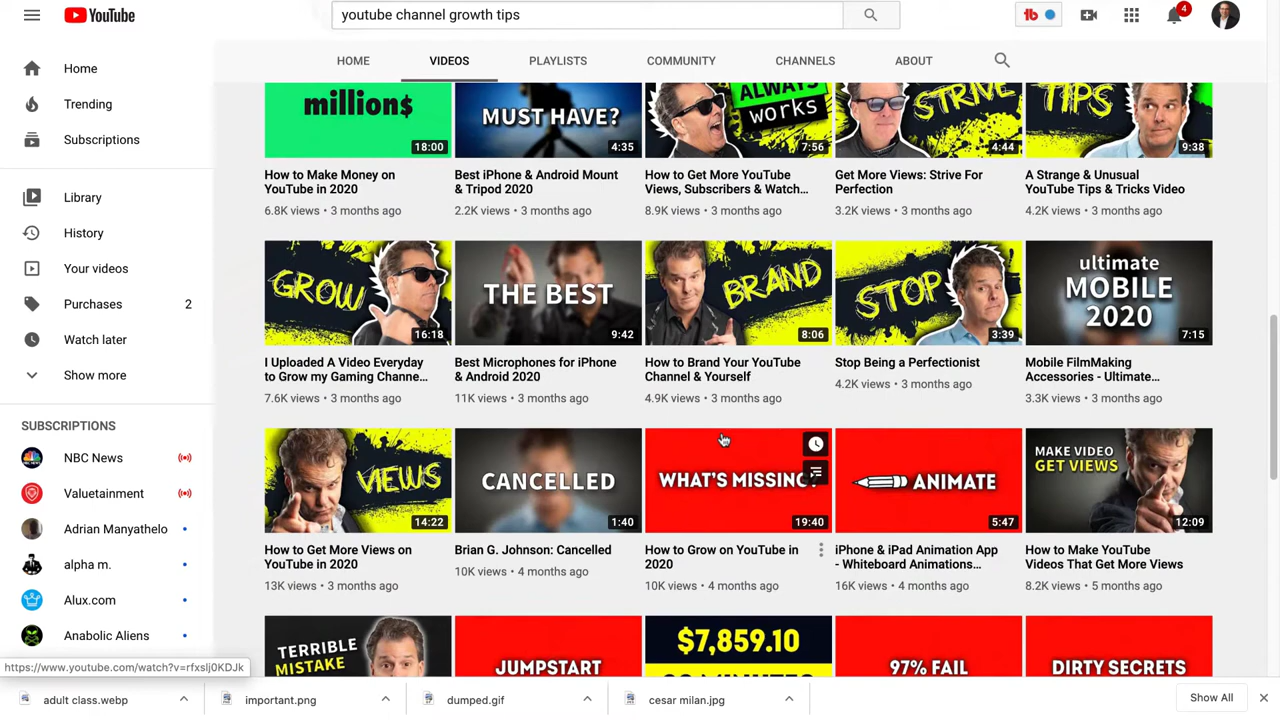 YouTube
youtube channel growth tips
tb
4
HOME VIDEOS PLAYLISTS COMMUNITY CHANNELS ABOUT
Home
Trending
Subscriptions
Library
History
Your videos
Purchases 2
Watch later
Show more
SUBSCRIPTIONS
NBC News
Valuetainment
Adrian Manyathelo
alpha m.
Alux.com
Anabolic Aliens
million$
18:00
MUST HAVE?
4:35
ALWAYS
works
7:56
STRIVE
4:44
TIPS
9:38
How to Make Money on
YouTube in 2020
6.8K views • 3 months ago
Best iPhone & Android Mount
& Tripod 2020
2.2K views • 3 months ago
How to Get More YouTube
Views, Subscribers & Watch...
8.9K views • 3 months ago
Get More Views: Strive For
Perfection
3.2K views • 3 months ago
A Strange & Unusual
YouTube Tips & Tricks Video
4.2K views • 3 months ago
GROW
16:18
THE BEST
9:42
BRAND
8:06
STOP
3:39
ultimate
MOBILE
2020
7:15
I Uploaded A Video Everyday
to Grow my Gaming Channe...
7.6K views • 3 months ago
Best Microphones for iPhone
& Android 2020
11K views • 3 months ago
How to Brand Your YouTube
Channel & Yourself
4.9K views • 3 months ago
Stop Being a Perfectionist
4.2K views • 3 months ago
Mobile FilmMaking
Accessories - Ultimate...
3.3K views • 3 months ago
VIEWS
14:22
CANCELLED
1:40
WHAT'S MISSING?
19:40
ANIMATE
5:47
MAKE VIDEO
GET VIEWS
12:09
How to Get More Views on
YouTube in 2020
13K views • 3 months ago
Brian G. Johnson: Cancelled
10K views • 4 months ago
How to Grow on YouTube in
2020
10K views • 4 months ago
iPhone & iPad Animation App
- Whiteboard Animations...
16K views • 4 months ago
How to Make YouTube
Videos That Get More Views
8.2K views • 5 months ago
TERRIBLE
MISTAKE
JUMPSTART
$7,859.10
97% FAIL
DIRTY SECRETS
https://www.youtube.com/watch?v=rfxslj0KDJk
adult class.webp
important.png
dumped.gif
cesar milan.jpg
Show All